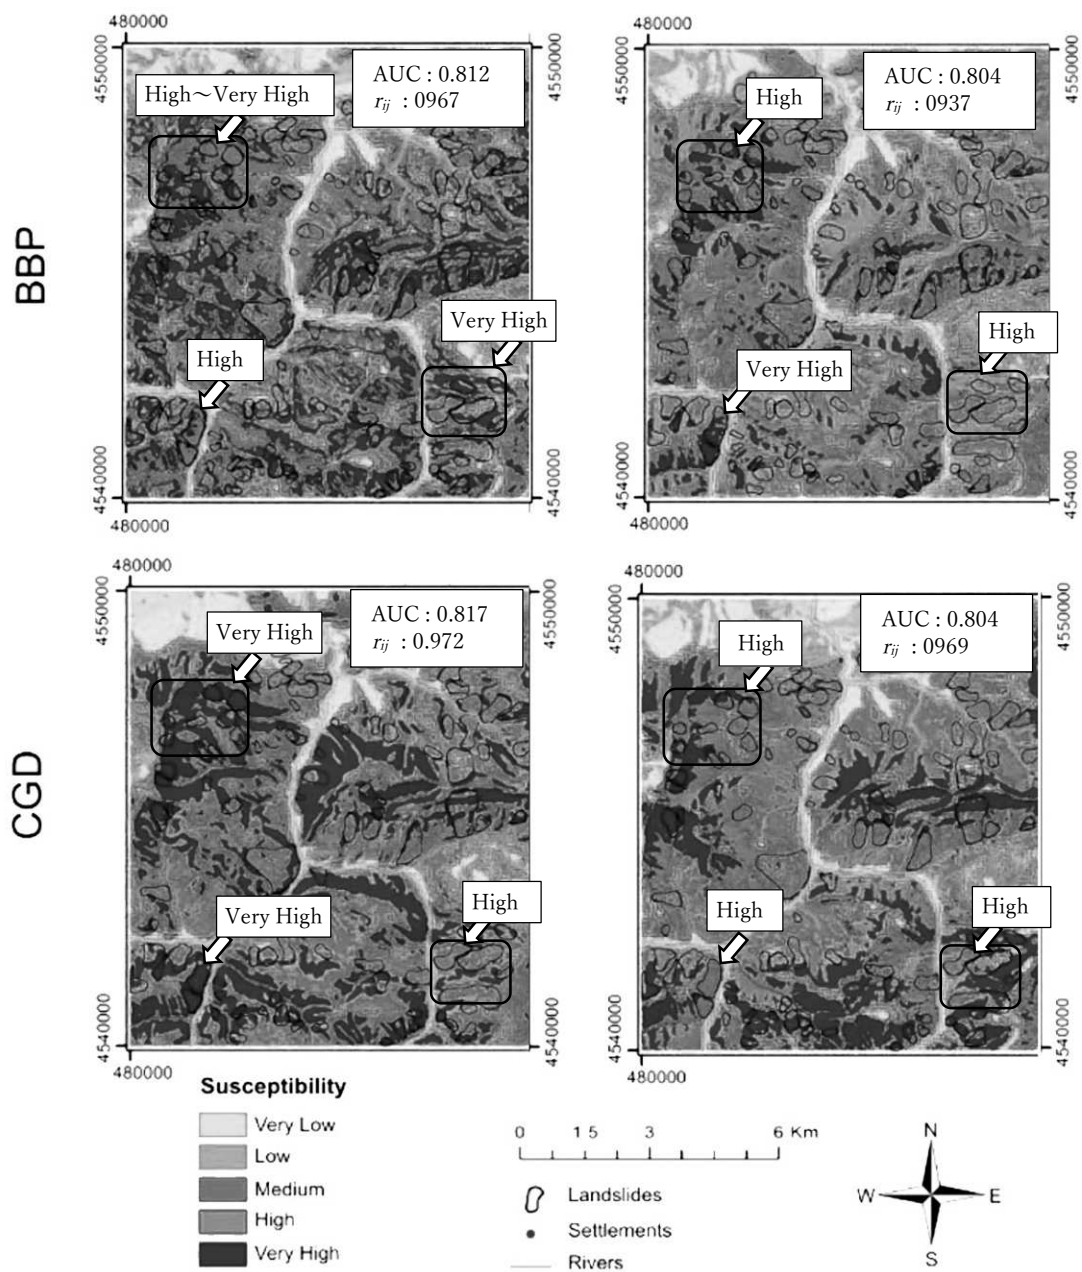 480000
480000
4550000
4550000
4550000
AUC : 0.812
rij : 0967
High～Very High
AUC : 0.804
rij : 0937
High
BBP
Very High
High
High
Very High
4540000
4540000
4540000
480000
480000
480000
480000
4550000
4550000
4550000
4550000
AUC : 0.817
rij : 0.972
Very High
AUC : 0.804
rij : 0969
High
CGD
High
Very High
High
High
4540000
4540000
4540000
4540000
480000
480000
Susceptibility
Very Low
Low
Medium
High
Very High
0 1 5 3 6 Km
Landslides
Settlements
Rivers
N
W E
S